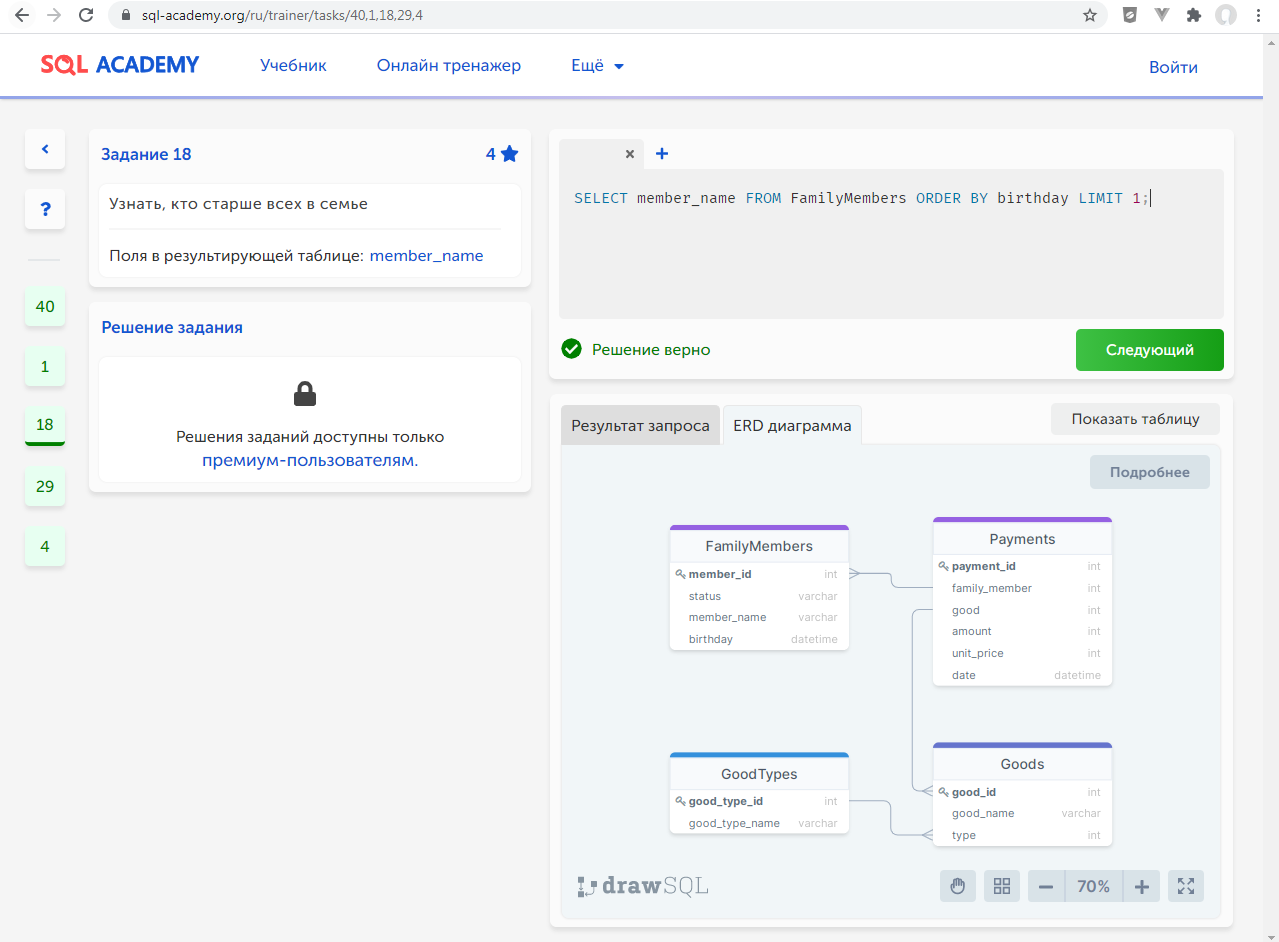 sql-academy.org/ru/trainer/tasks/40,1,18,29,4
SQL ACADEMY
Учебник
Онлайн тренажер
Ещё
Войти
?
40
1
18
29
4
Задание 18
4
Узнать, кто старше всех в семье
Поля в результирующей таблице: member_name
Решение задания
Решения заданий доступны только
премиум-пользователям.
SELECT member_name FROM FamilyMembers ORDER BY birthday LIMIT 1;
Решение верно
Следующий
Результат запроса
ERD диаграмма
Показать таблицу
Подробнее
FamilyMembers
member_id int
status varchar
member_name varchar
birthday datetime
Payments
payment_id int
family_member int
good int
amount int
unit_price int
date datetime
GoodTypes
good_type_id int
good_type_name varchar
Goods
good_id int
good_name varchar
type int
drawSQL
70%